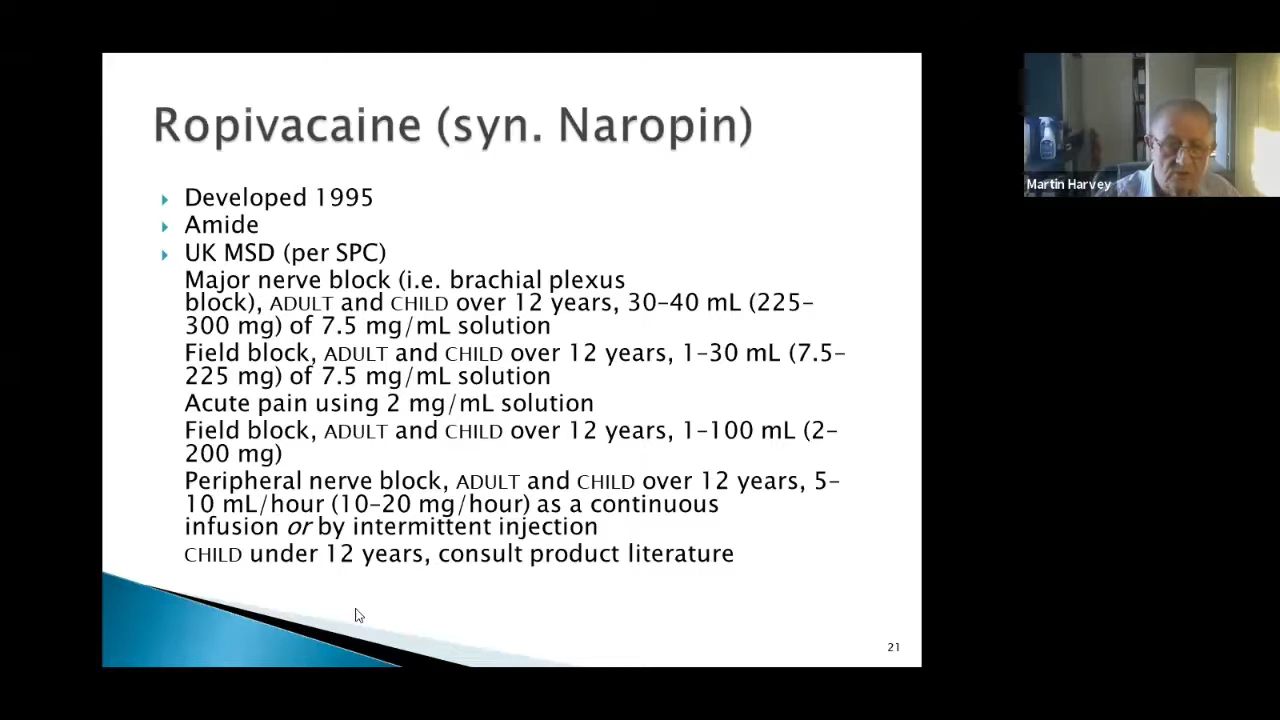 Ropivacaine (syn. Naropin)
Developed 1995
Amide
UK MSD (per SPC)
Major nerve block (i.e. brachial plexus
block), ADULT and CHILD over 12 years, 30–40 mL (225–
300 mg) of 7.5 mg/mL solution
Field block, ADULT and CHILD over 12 years, 1–30 mL (7.5–
225 mg) of 7.5 mg/mL solution
Acute pain using 2 mg/mL solution
Field block, ADULT and CHILD over 12 years, 1–100 mL (2–
200 mg)
Peripheral nerve block, ADULT and CHILD over 12 years, 5–
10 mL/hour (10–20 mg/hour) as a continuous
infusion or by intermittent injection
CHILD under 12 years, consult product literature
21
Martin Harvey